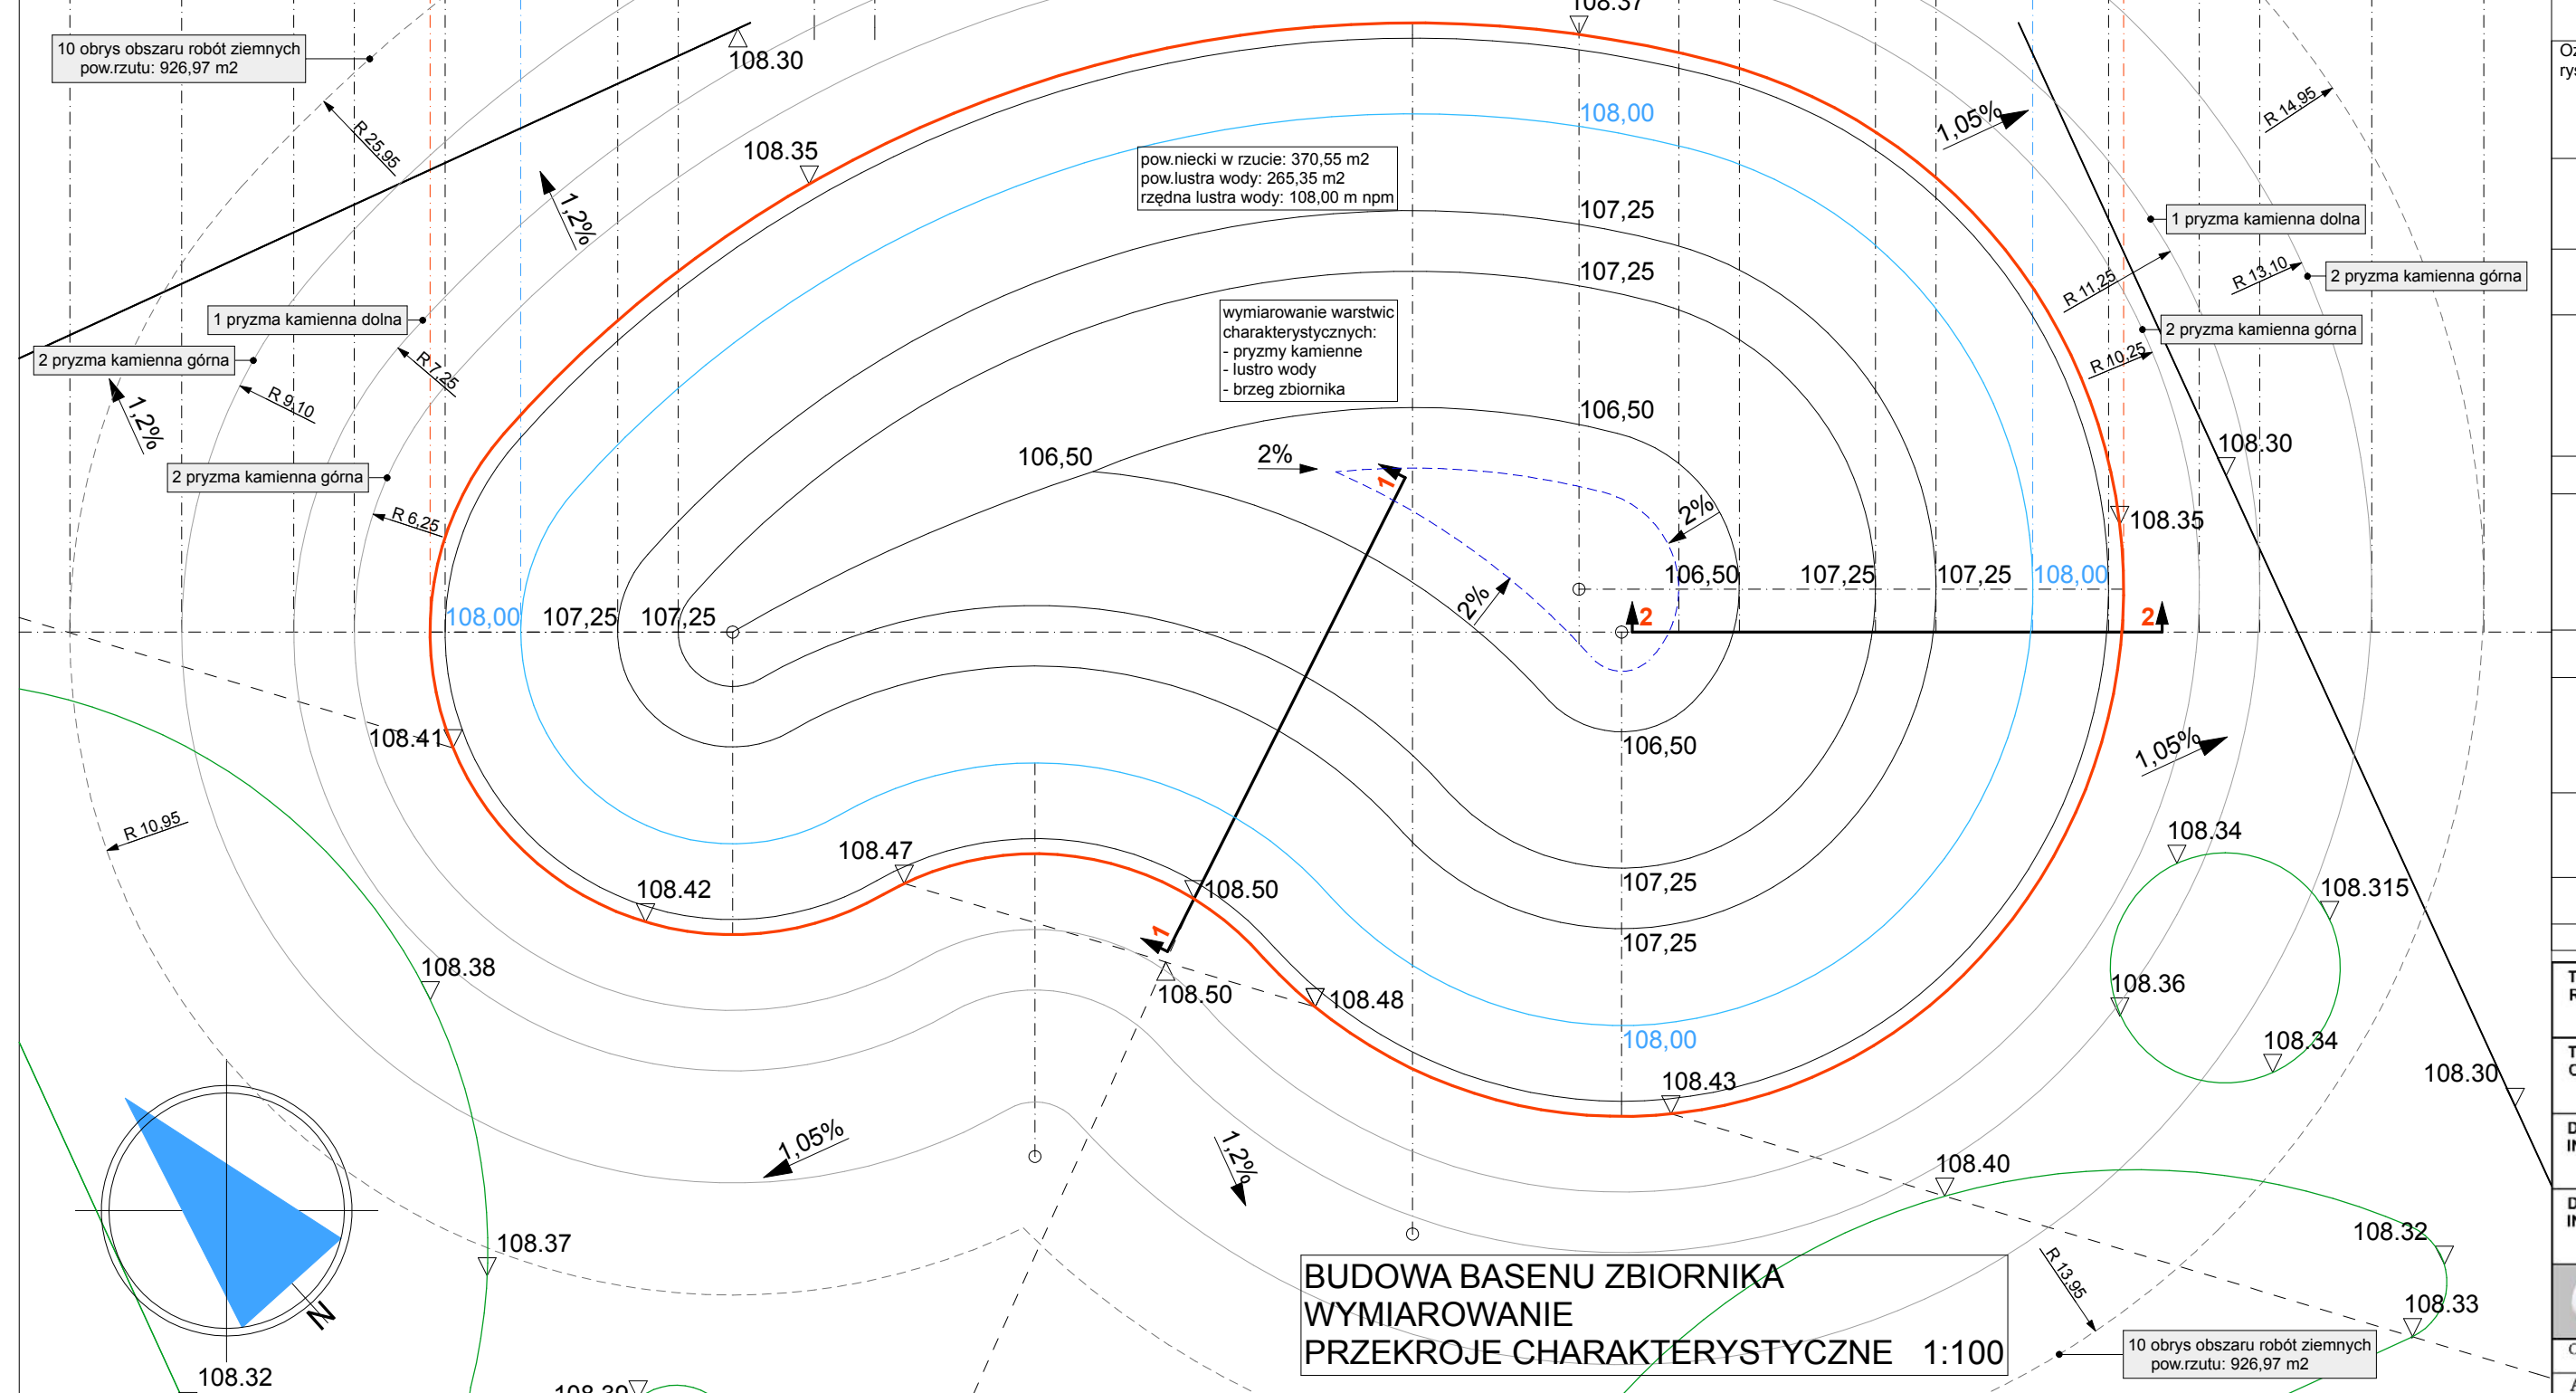 108.37
Oz
rys
10 obrys obszaru robót ziemnych
pow.rzutu: 926,97 m2
108.30
R 25,95
108.35
1,2%
pow.niecki w rzucie: 370,55 m2
pow.lustra wody: 265,35 m2
rzędna lustra wody: 108,00 m npm
108,00
1,05%
R 14,95
107,25
107,25
1 pryzma kamienna dolna
R 11,25
R 13,10
2 pryzma kamienna górna
2 pryzma kamienna górna
R 10,25
1 pryzma kamienna dolna
2 pryzma kamienna górna
R 7,25
R 9,10
1,2%
2 pryzma kamienna górna
R 6,25
wymiarowanie warstwic
charakterystycznych:
- pryzmy kamienne
- lustro wody
- brzeg zbiornika
106,50
106,50
2%
1
2%
2%
108.30
108.35
106,50
107,25
107,25
108,00
108,00
107,25
107,25
2
2
108.41
106,50
1,05%
R 10,95
108.47
108.42
108.50
1
108.50
108.48
107,25
107,25
108,00
108.43
108.34
108.315
108.36
108.34
108.30
108.38
108.37
1,05%
1,2%
108.40
108.32
108.33
R 13,95
N
108.32
108.39
BUDOWA BASENU ZBIORNIKA
WYMIAROWANIE
PRZEKROJE CHARAKTERYSTYCZNE 1:100
10 obrys obszaru robót ziemnych
pow.rzutu: 926,97 m2